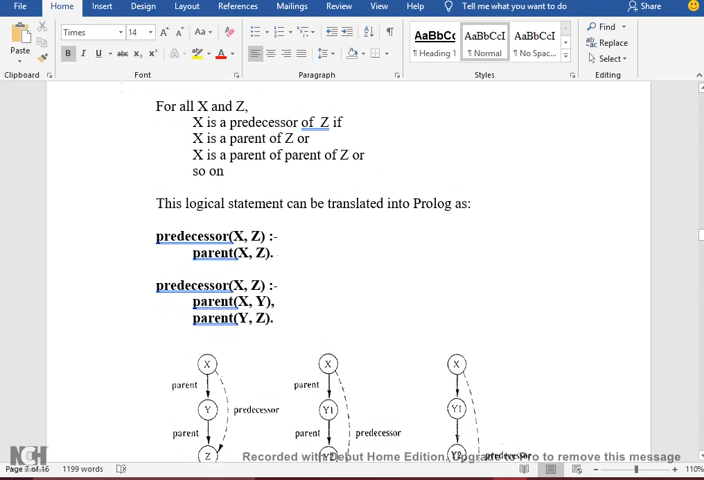 File Home Insert Design Layout References Mailings Review View Help Tell me what you want to do Share
Paste
Times 14 A A Aa
B I U abc X₂ X² A
AaBbCc AaBbCcI AaBbCcI
¶ Heading 1 ¶ Normal ¶ No Spac...
Find
Replace
Select
Clipboard Font Paragraph Styles Editing
For all X and Z,
X is a predecessor of Z if
X is a parent of Z or
X is a parent of parent of Z or
so on
This logical statement can be translated into Prolog as:
predecessor(X, Z) :-
parent(X, Z).
predecessor(X, Z) :-
parent(X, Y),
parent(Y, Z).
X X X
parent parent
Y Y1 Y1
predecessor
parent parent predecessor
Z
predecessor
NCH Recorded with Debut Home Edition. Upgrade to Pro to remove this message
Page 7 of 16 1199 words 110%